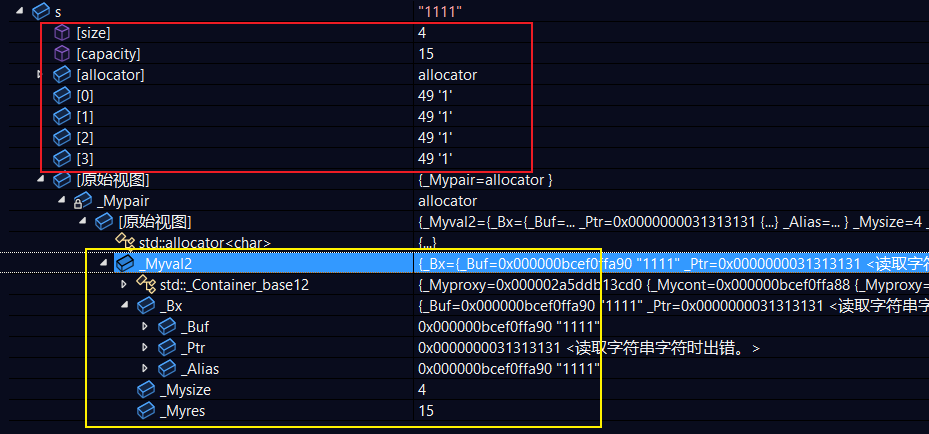 s "1111"
[size] 4
[capacity] 15
[allocator] allocator
[0] 49 '1'
[1] 49 '1'
[2] 49 '1'
[3] 49 '1'
[原始视图] {_Mypair=allocator }
_Mypair allocator
[原始视图] {_Myval2={_Bx={_Buf=... _Ptr=0x0000000031313131 {...} _Alias=... } _Mysize=4 _
std::allocator<char> {...}
_Myval2 {_Bx={_Buf=0x000000bcef0ffa90 "1111" _Ptr=0x0000000031313131 <读取字符
std::_Container_base12 {_Myproxy=0x000002a5ddb13cd0 {_Mycont=0x000000bcef0ffa88 {_Myproxy=
_Bx {_Buf=0x000000bcef0ffa90 "1111" _Ptr=0x0000000031313131 <读取字符串字
_Buf 0x000000bcef0ffa90 "1111"
_Ptr 0x0000000031313131 <读取字符串字符时出错。>
_Alias 0x000000bcef0ffa90 "1111"
_Mysize 4
_Myres 15